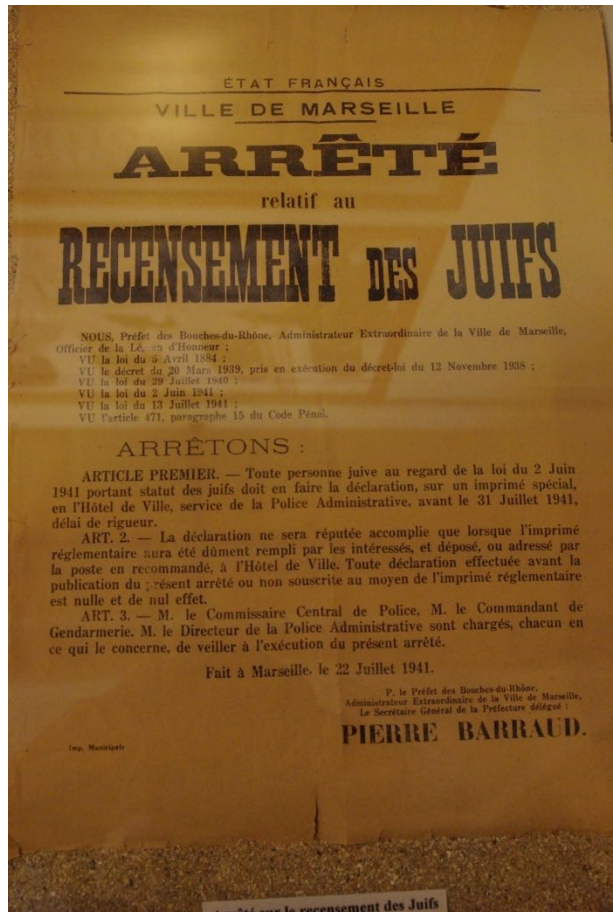 ÉTAT FRANÇAIS
VILLE DE MARSEILLE
ARRÊTÉ
relatif au
RECENSEMENT DES JUIFS
NOUS, Préfet des Bouches-du-Rhône, Administrateur Extraordinaire de la Ville de Marseille,
Officier de la d'Honneur ;
VU la loi du 5 Avril 1884 ;
VU le décret du 20 Mars 1939, pris en exécution du décret-loi du 12 Novembre 1938 ;
VU la loi du 29 Juillet 1940 ;
VU la loi du 2 Juin 1941 ;
VU la loi du 13 Juillet 1941 ;
VU l'article 471, paragraphe 15 du Code Pénal.
ARRÊTONS :
ARTICLE PREMIER. — Toute personne juive au regard de la loi du 2 Juin
1941 portant statut des juifs doit en faire la déclaration, sur un imprimé spécial,
en l'Hôtel de Ville, service de la Police Administrative, avant le 31 Juillet 1941,
délai de rigueur.
ART. 2. — La déclaration ne sera réputée accomplie que lorsque l'imprimé
réglementaire aura été dûment rempli par les intéressés, et déposé, ou adressé par
la poste en recommandé, à l'Hôtel de Ville. Toute déclaration effectuée avant la
publication du présent arrêté ou non souscrite au moyen de l'imprimé réglementaire
est nulle et de nul effet.
ART. 3. — M. le Commissaire Central de Police, M. le Commandant de
Gendarmerie. M. le Directeur de la Police Administrative sont chargés, chacun en
ce qui le concerne, de veiller à l'exécution du présent arrêté.
Fait à Marseille, le 22 Juillet 1941.
P. le Préfet des Bouches-du-Rhône,
Administrateur Extraordinaire de la Ville de Marseille,
Le Secrétaire Général de la Préfecture délégué :
PIERRE BARRAUD.
Imp. Municipale
Arrêté sur le recensement des Juifs